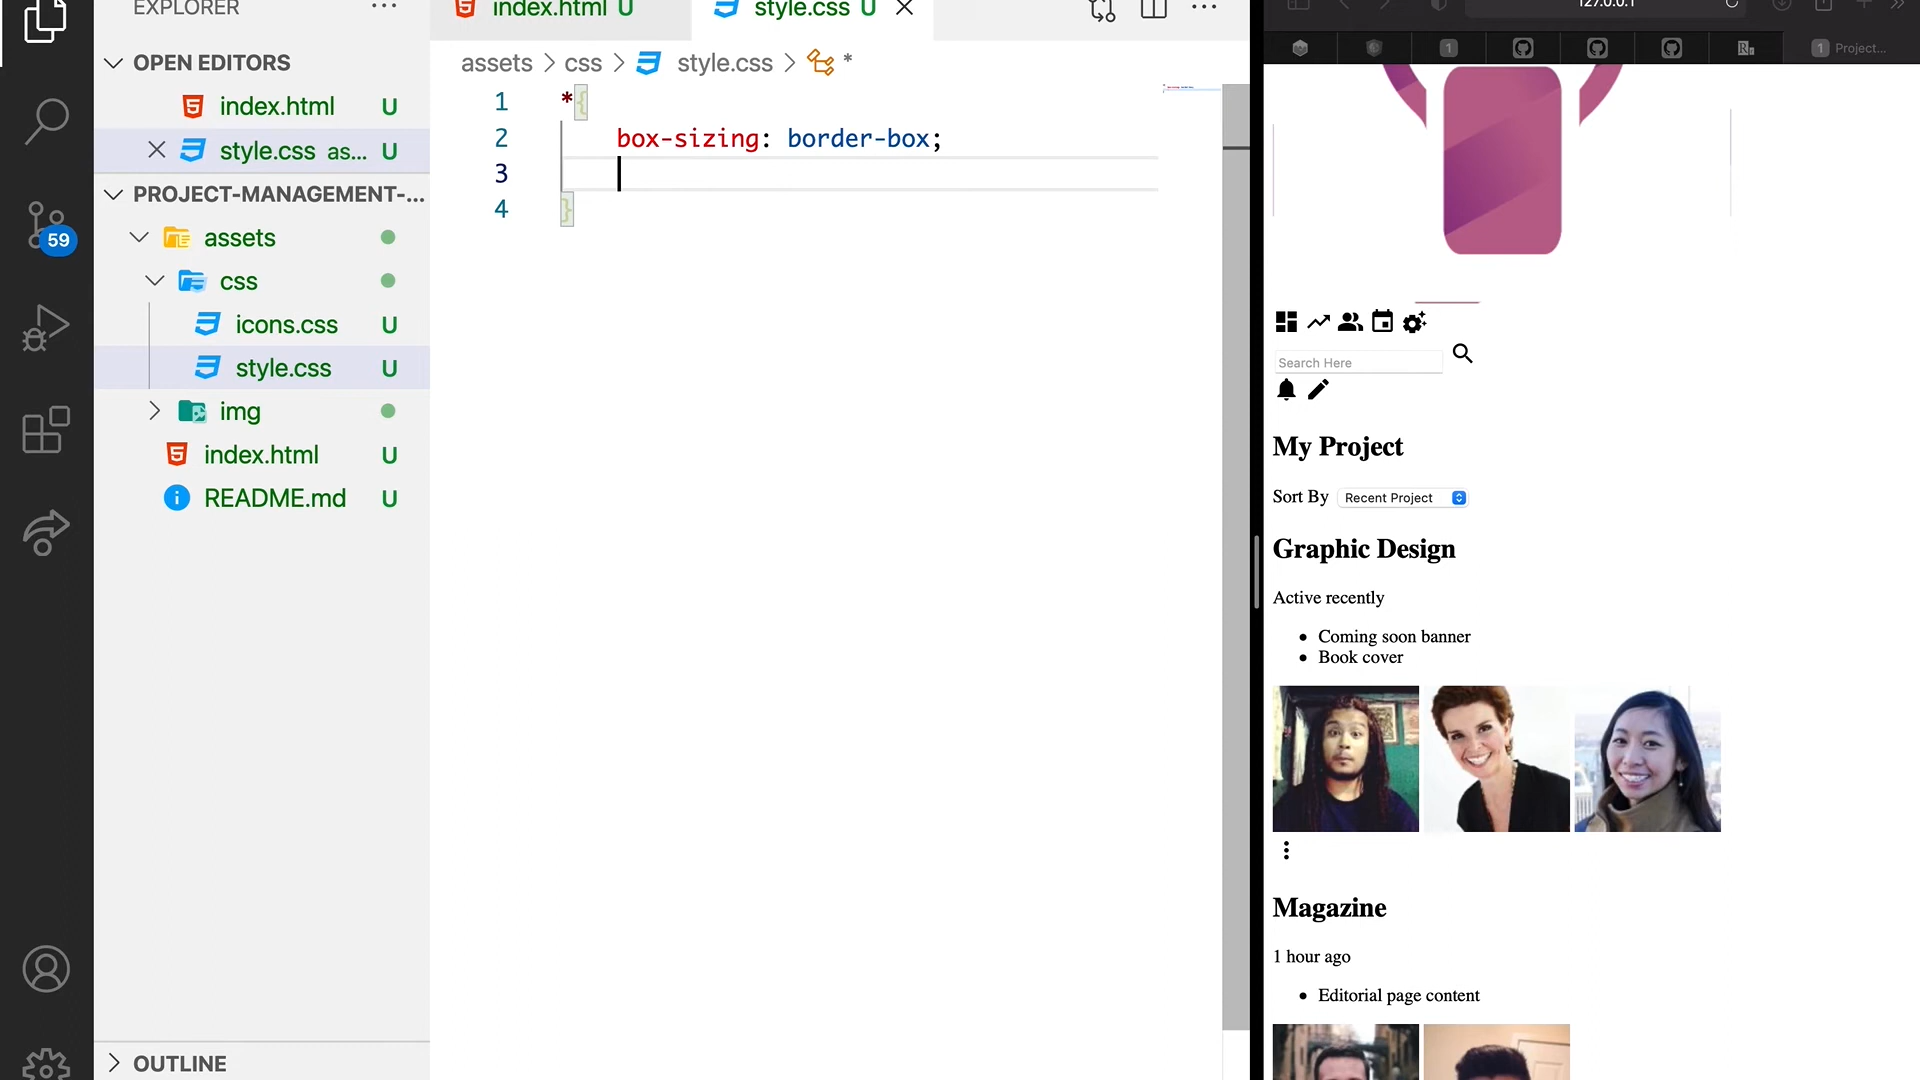 EXPLORER
OPEN EDITORS
index.html U
style.css as... U
PROJECT-MANAGEMENT-...
assets
css
icons.css U
style.css U
img
index.html U
README.md U
OUTLINE
59
index.html U
style.css U
assets > css > style.css > *
1 *{
2 box-sizing: border-box;
3
4 }
127.0.0.1
1
1 Project...
Search Here
My Project
Sort By Recent Project
Graphic Design
Active recently
Coming soon banner
Book cover
Magazine
1 hour ago
Editorial page content